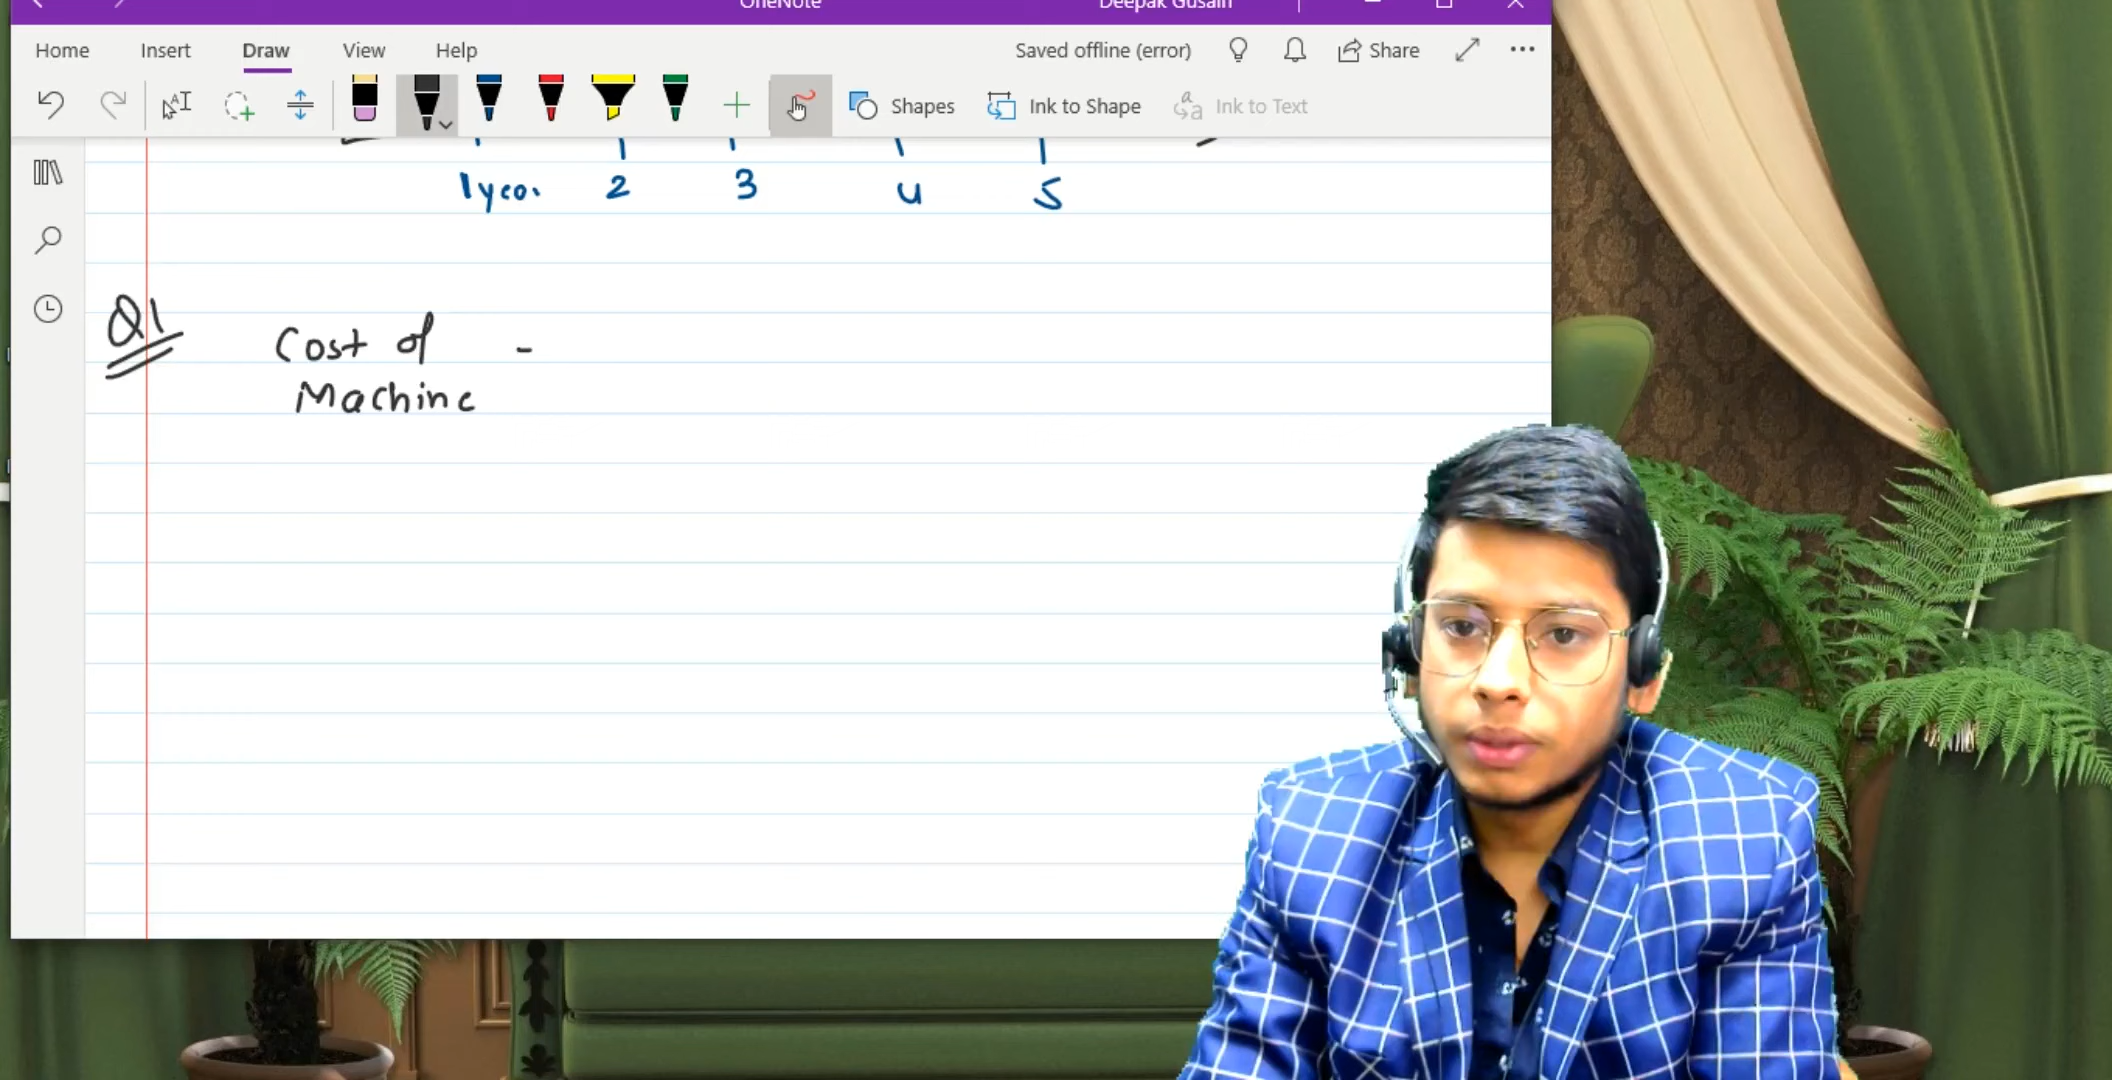 OneNote
Deepak Gusain
Home Insert Draw View Help Saved offline (error) Share
Shapes Ink to Shape Ink to Text
1 2 3 4 5
Q1 Cost of -
Machine